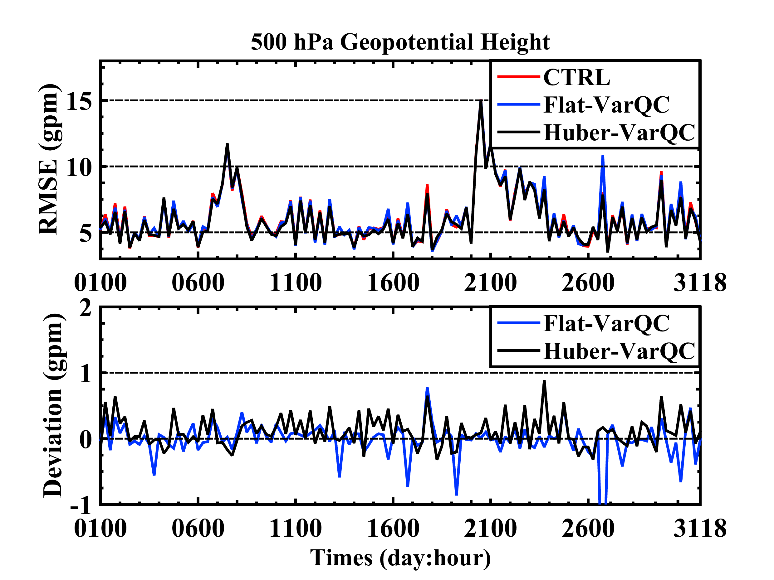 500 hPa Geopotential Height
RMSE (gpm)
15
10
5
CTRL
Flat-VarQC
Huber-VarQC
0100 0600 1100 1600 2100 2600 3118
Deviation (gpm)
2
1
0
-1
Flat-VarQC
Huber-VarQC
0100 0600 1100 1600 2100 2600 3118
Times (day:hour)